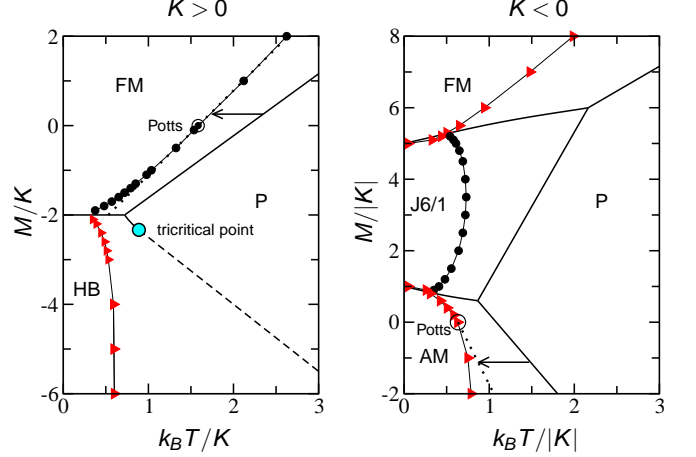 K > 0
K < 0
2
0
-2
-4
-6
M/K
FM
Potts
P
tricritical point
HB
0
1
2
3
k_B T/K
8
6
4
2
0
-2
M/|K|
FM
J6/1
P
Potts
AM
0
1
2
3
k_B T/|K|